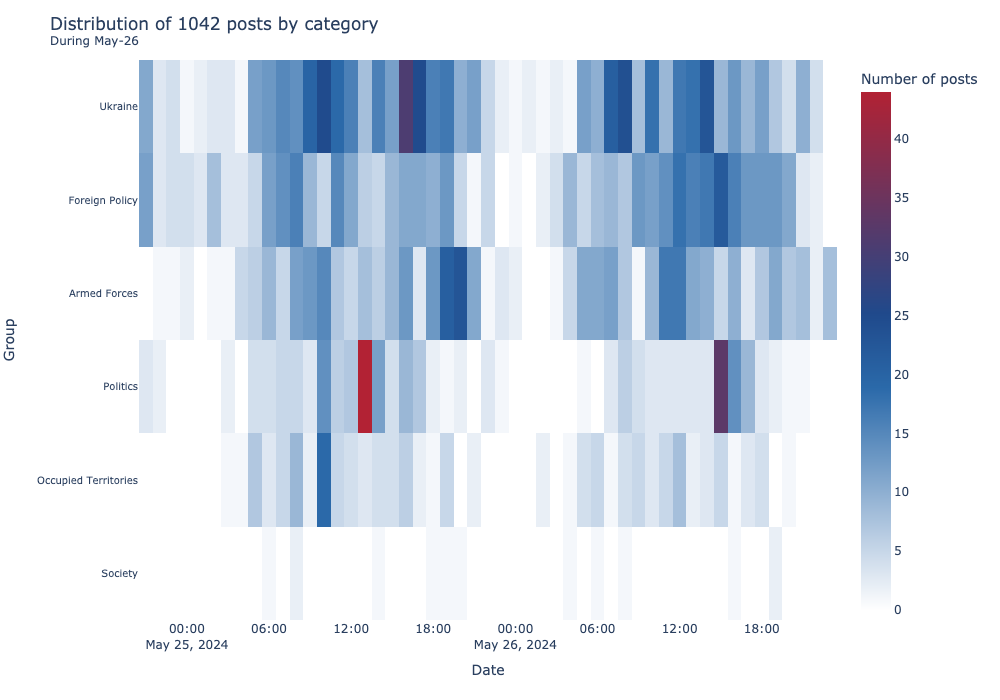 Distribution of 1042 posts by category
During May-26
Number of posts
40
35
30
25
20
15
10
5
0
Group
Ukraine
Foreign Policy
Armed Forces
Politics
Occupied Territories
Society
00:00 06:00 12:00 18:00 00:00 06:00 12:00 18:00
May 25, 2024 May 26, 2024
Date